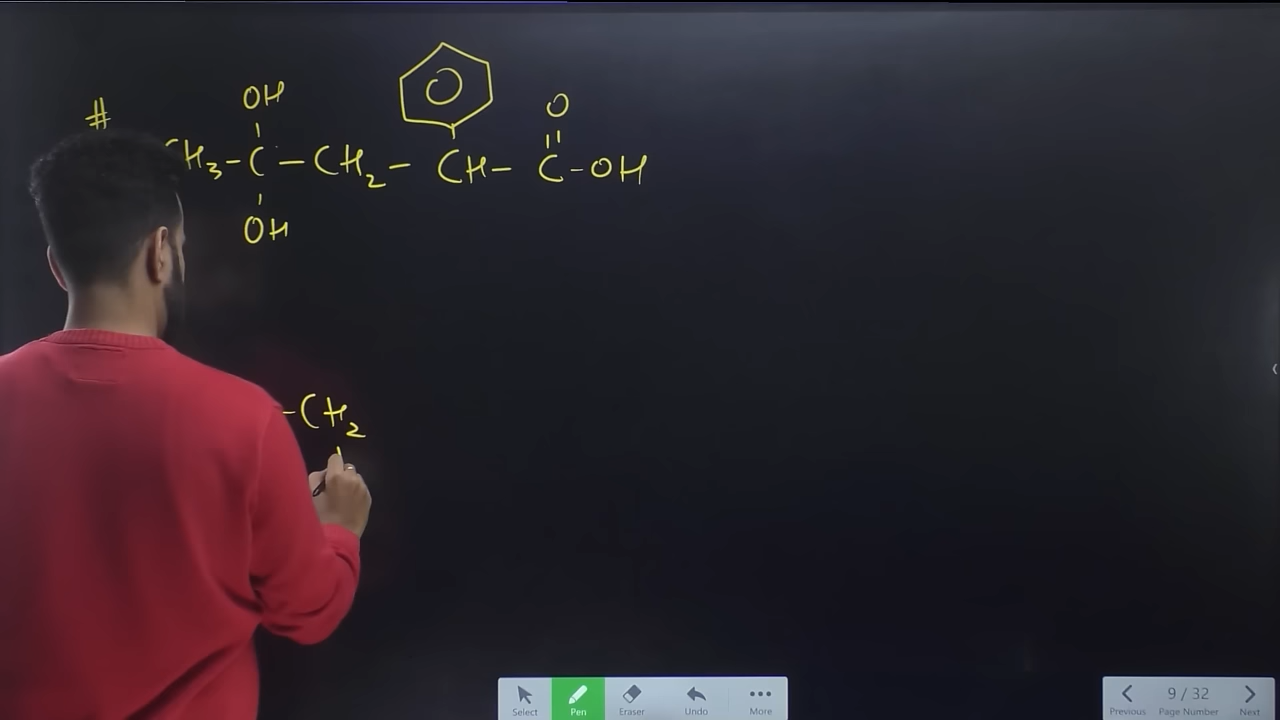 #
OH
O
CH₃-C-CH₂-CH-C-OH
OH
-CH₂
Select Pen Eraser Undo More
9 / 32
Previous Page Number Next